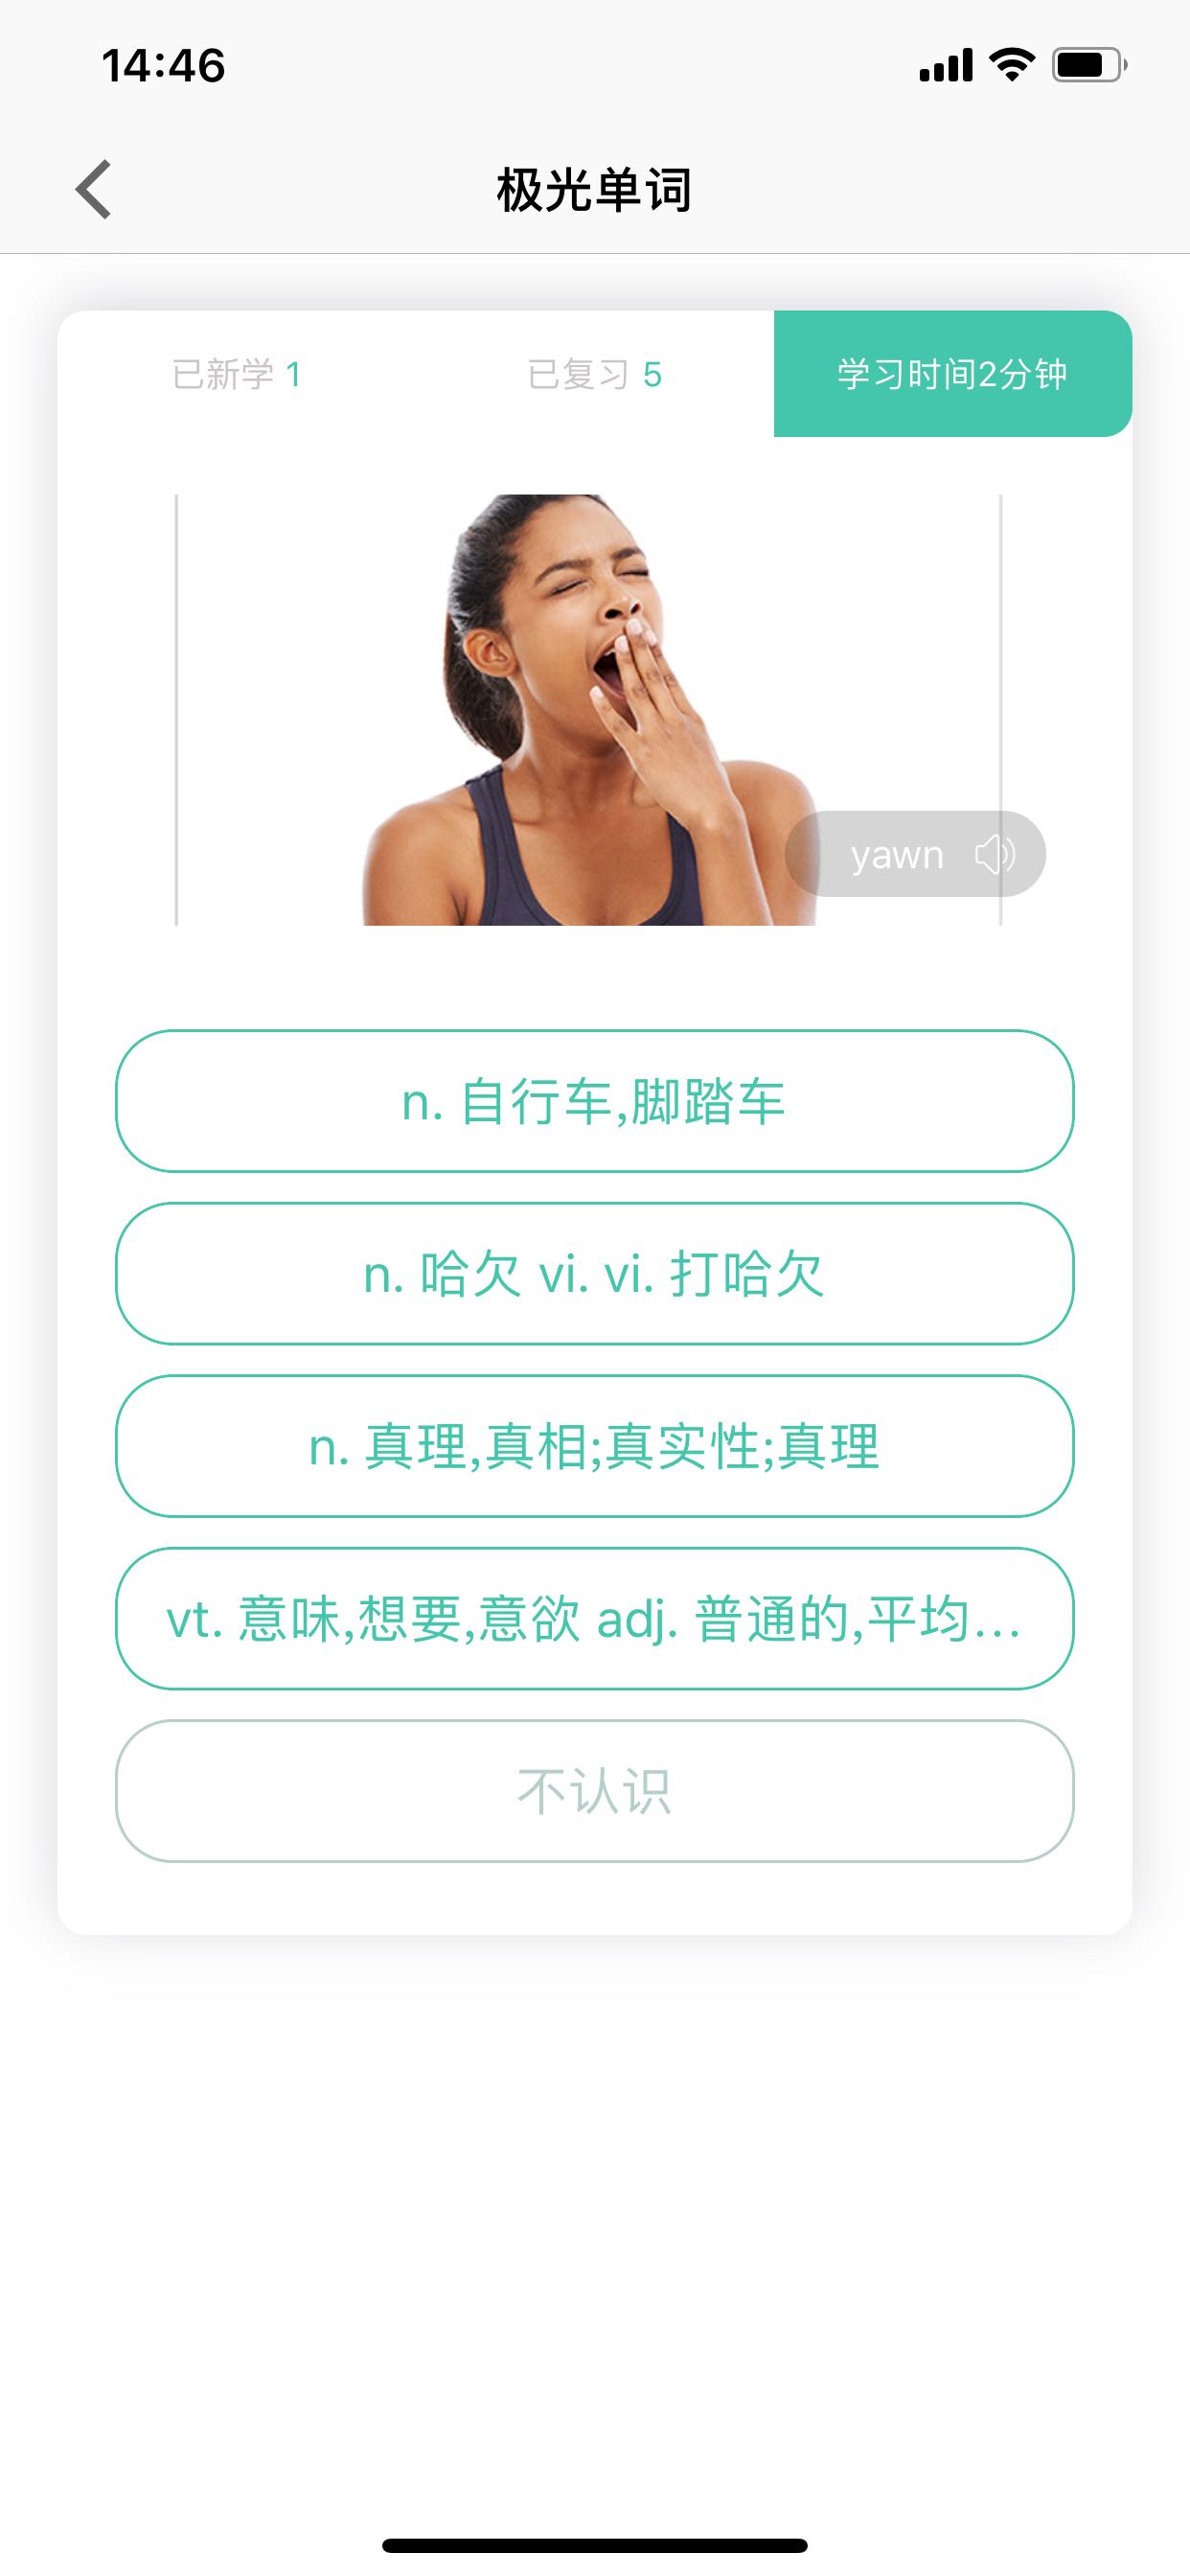 14:46
极光单词
已新学 1
已复习 5
学习时间2分钟
yawn
n. 自行车,脚踏车
n. 哈欠 vi. vi. 打哈欠
n. 真理,真相;真实性;真理
vt. 意味,想要,意欲 adj. 普通的,平均...
不认识